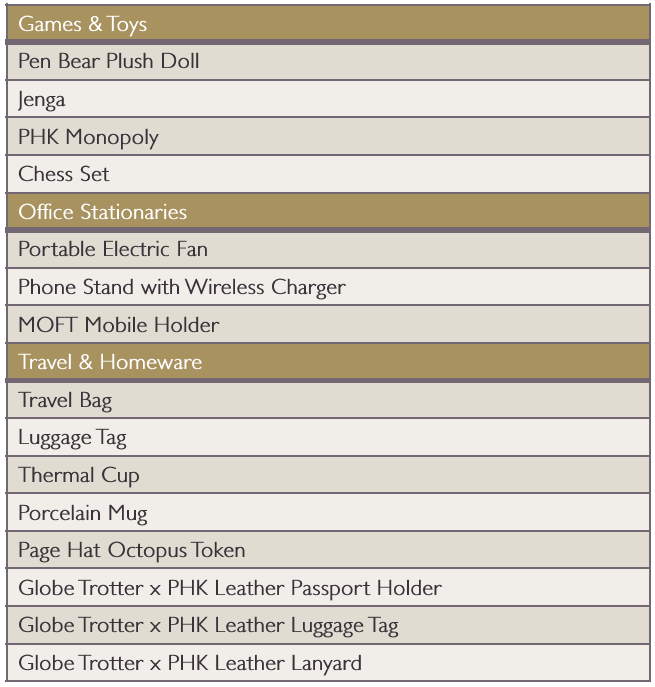 Games & Toys
Pen Bear Plush Doll
Jenga
PHK Monopoly
Chess Set
Office Stationaries
Portable Electric Fan
Phone Stand with Wireless Charger
MOFT Mobile Holder
Travel & Homeware
Travel Bag
Luggage Tag
Thermal Cup
Porcelain Mug
Page Hat Octopus Token
Globe Trotter x PHK Leather Passport Holder
Globe Trotter x PHK Leather Luggage Tag
Globe Trotter x PHK Leather Lanyard